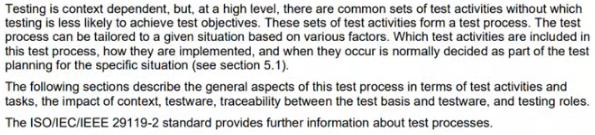 Testing is context dependent, but, at a high level, there are common sets of test activities without which
testing is less likely to achieve test objectives. These sets of test activities form a test process. The test
process can be tailored to a given situation based on various factors. Which test activities are included in
this test process, how they are implemented, and when they occur is normally decided as part of the test
planning for the specific situation (see section 5.1).
The following sections describe the general aspects of this test process in terms of test activities and
tasks, the impact of context, testware, traceability between the test basis and testware, and testing roles.
The ISO/IEC/IEEE 29119-2 standard provides further information about test processes.